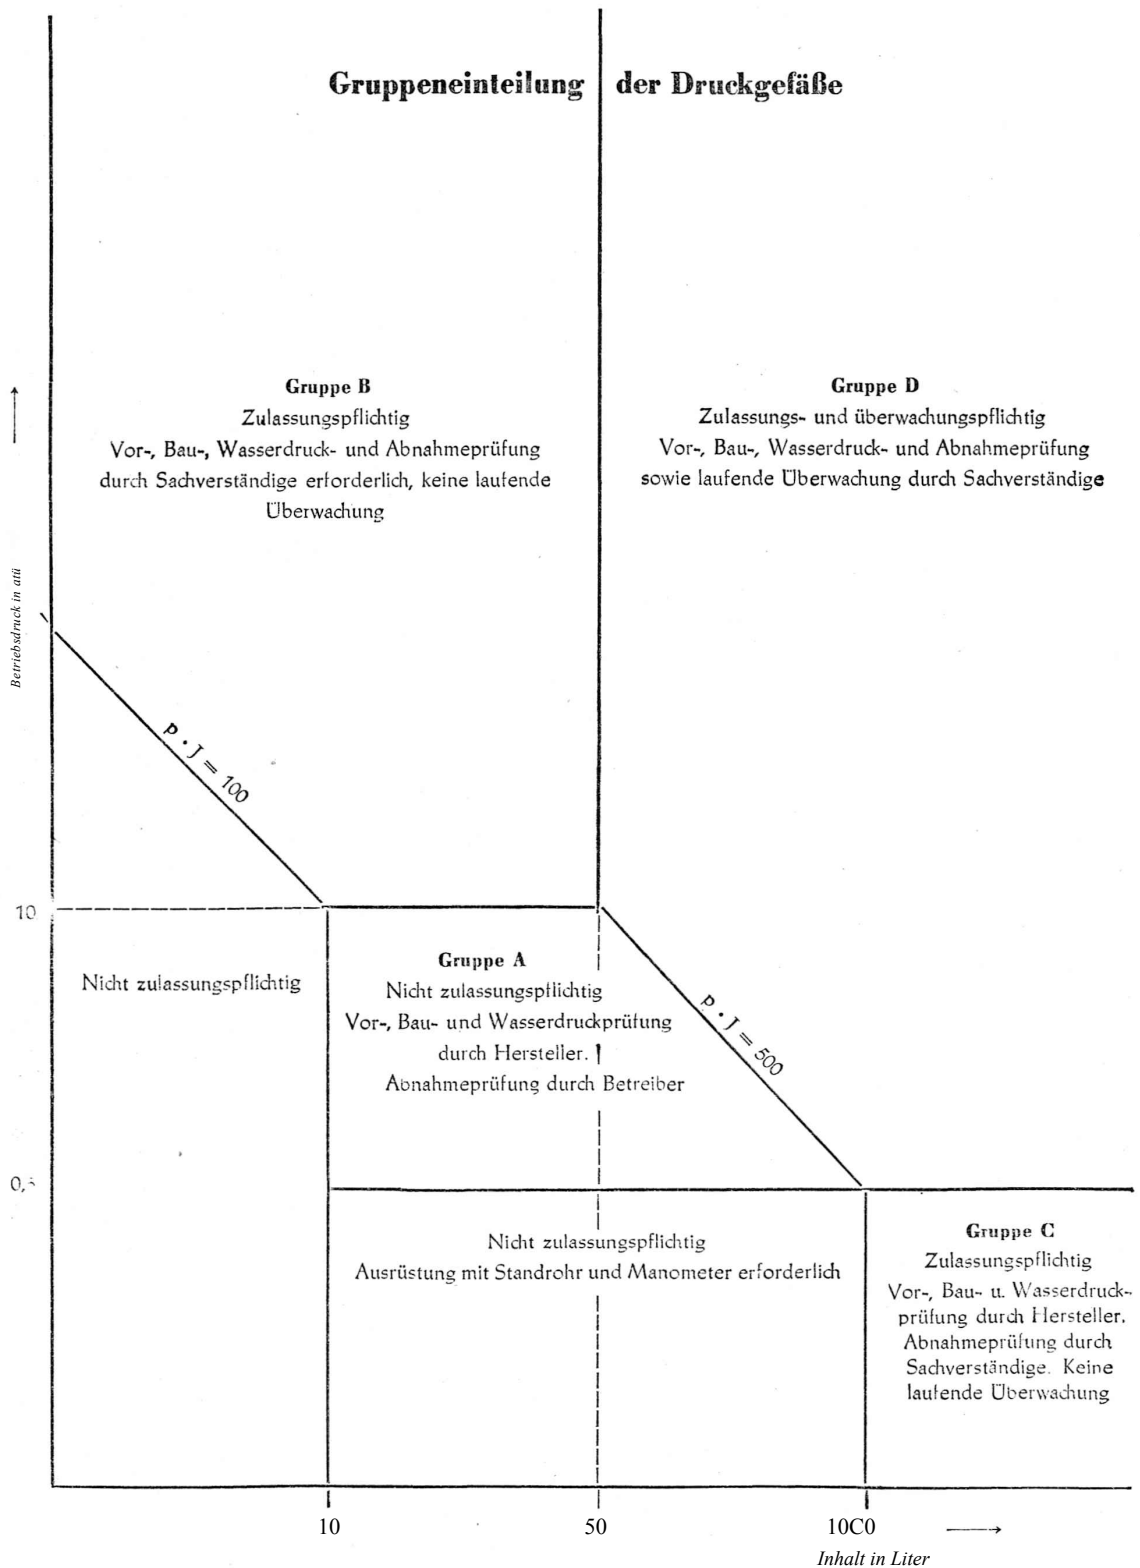 Gruppeneinteilung der Druckgefäße
Gruppe B
Zulassungspflichtig
Vor-, Bau-, Wasserdruck- und Abnahmeprüfung
durch Sachverständige erforderlich, keine laufende
Überwachung
Gruppe D
Zulassungs- und überwachungspflichtig
Vor-, Bau-, Wasserdruck- und Abnahmeprüfung
sowie laufende Überwachung durch Sachverständige
Betriebsdruck in atü
p · J = 100
10
Nicht zulassungspflichtig
Gruppe A
Nicht zulassungspflichtig
Vor-, Bau- und Wasserdruckprüfung
durch Hersteller.
Abnahmeprüfung durch Betreiber
p · J = 500
Nicht zulassungspflichtig
Ausrüstung mit Standrohr und Manometer erforderlich
Gruppe C
Zulassungspflichtig
Vor-, Bau- u. Wasserdruck-
prüfung durch Hersteller.
Abnahmeprüfung durch
Sachverständige. Keine
laufende Überwachung
10
50
10C0
Inhalt in Liter